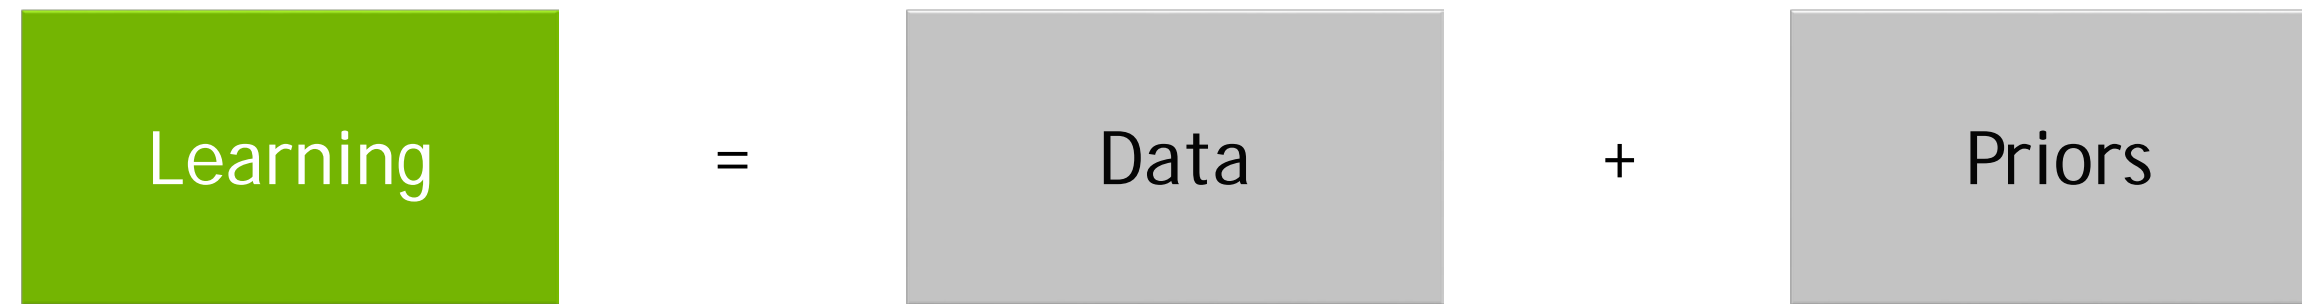 Learning = Data + Priors